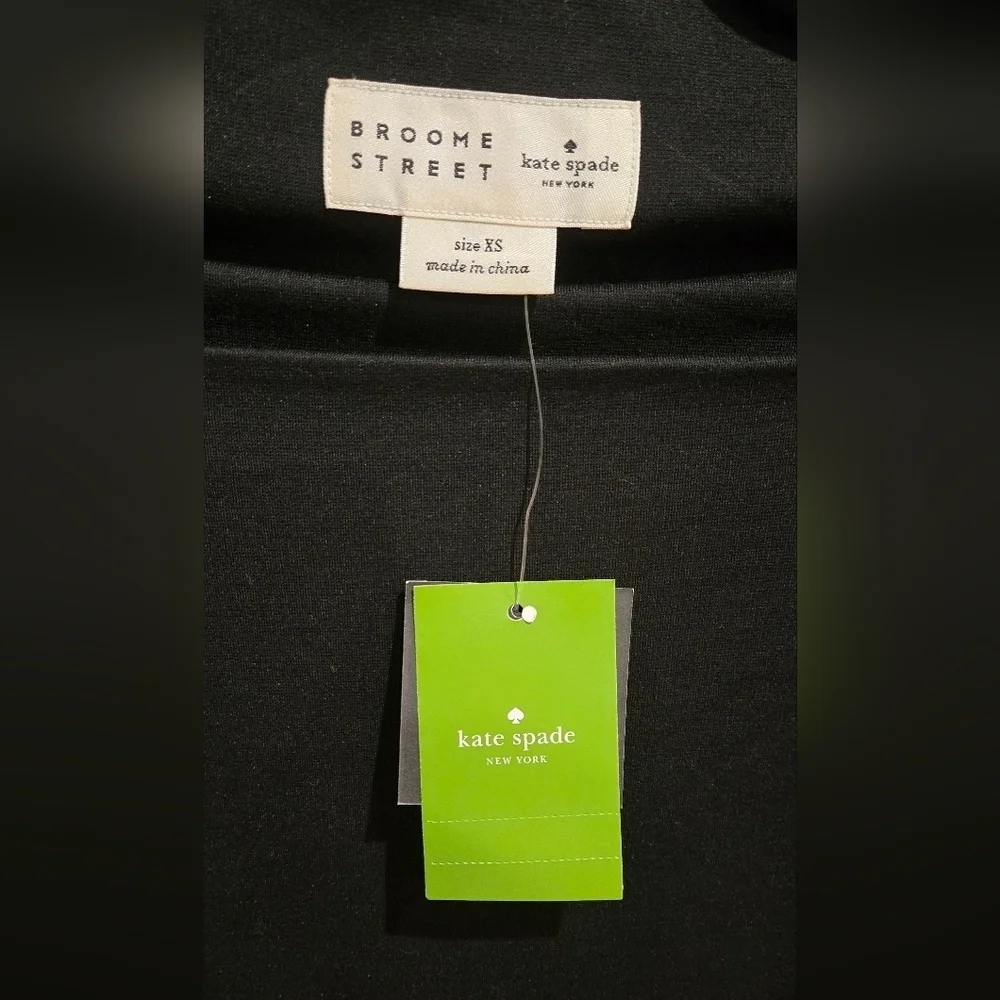 BROOME
STREET
kate spade
NEW YORK
size XS
made in china
kate spade
NEW YORK